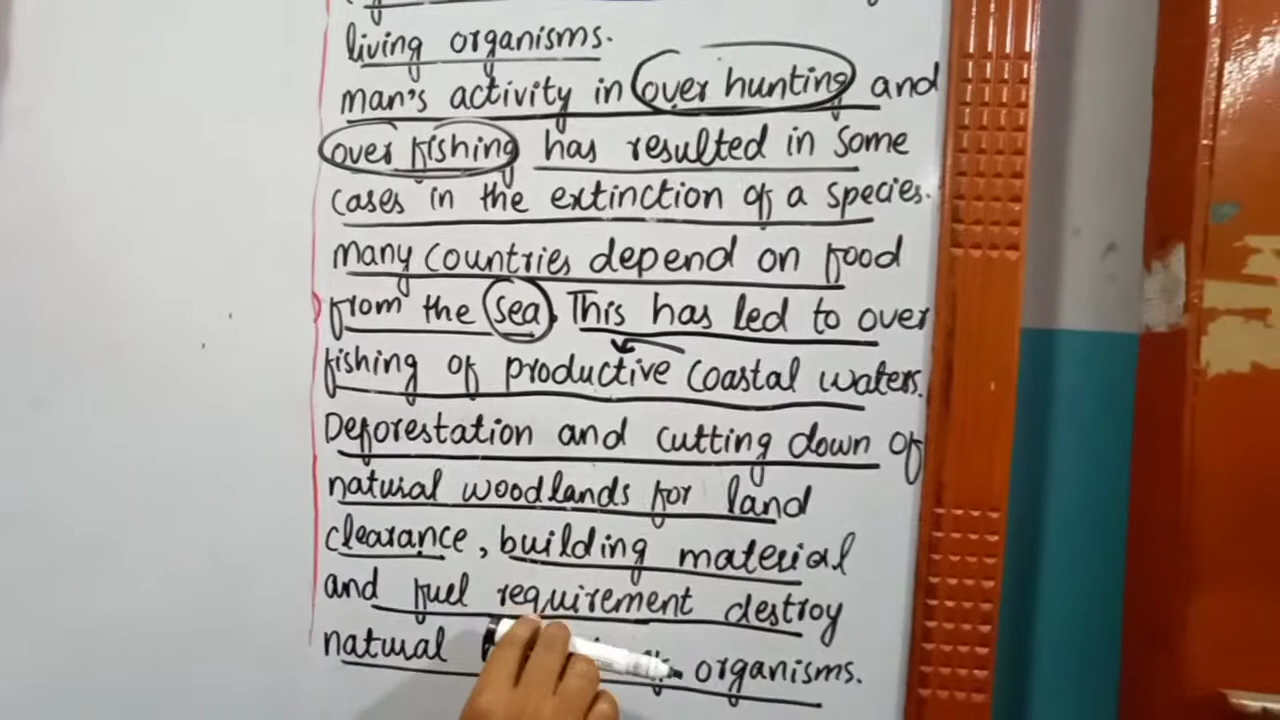 living organisms.
man's activity in over hunting and
over fishing has resulted in some
cases in the extinction of a species.
many countries depend on food
from the sea. This has led to over
fishing of productive coastal waters.
Deforestation and cutting down of
natural woodlands for land
clearance, building material
and fuel requirement destroy
natural organisms.